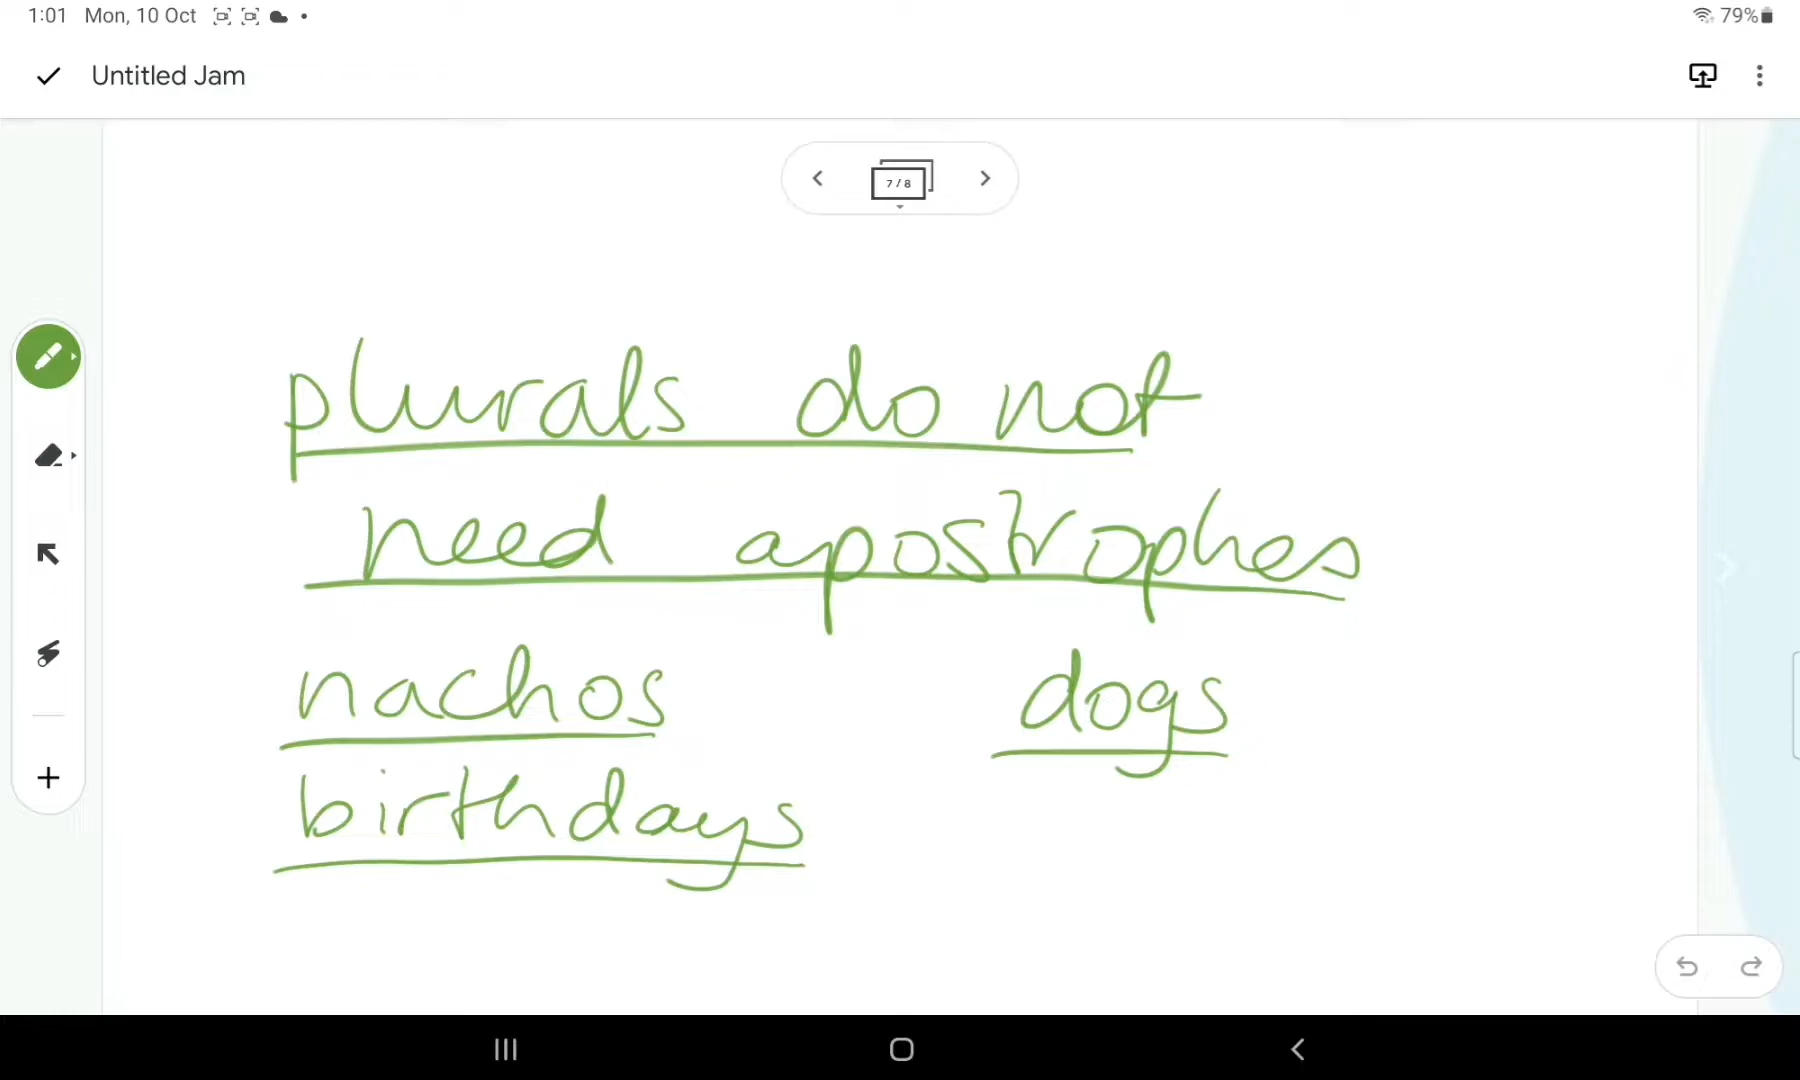 1:01 Mon, 10 Oct 79%
Untitled Jam
7 / 8
plurals do not
need apostrophes
nachos dogs
birthdays